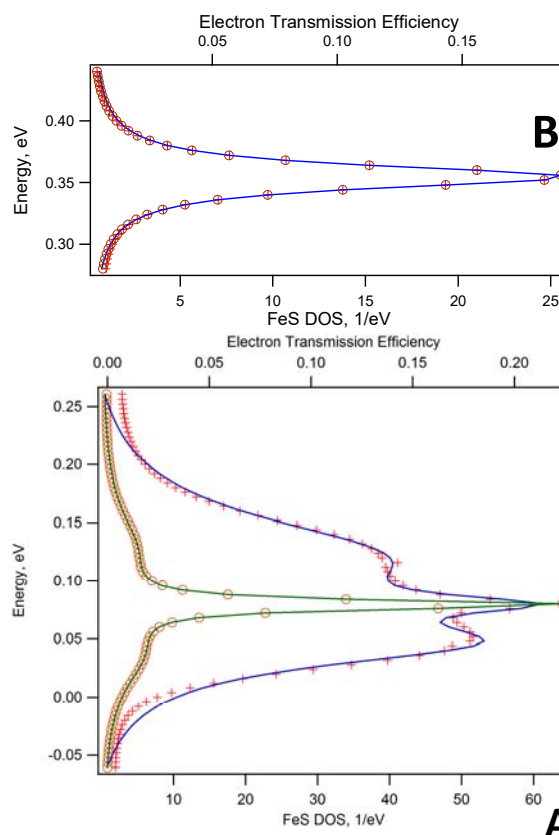 Electron Transmission Efficiency
0.05 0.10 0.15
B
Energy, eV
0.40
0.35
0.30
5 10 15 20 25
FeS DOS, 1/eV
Electron Transmission Efficiency
0.00 0.05 0.10 0.15 0.20
Energy, eV
0.25
0.20
0.15
0.10
0.05
0.00
-0.05
10 20 30 40 50 60
FeS DOS, 1/eV
A